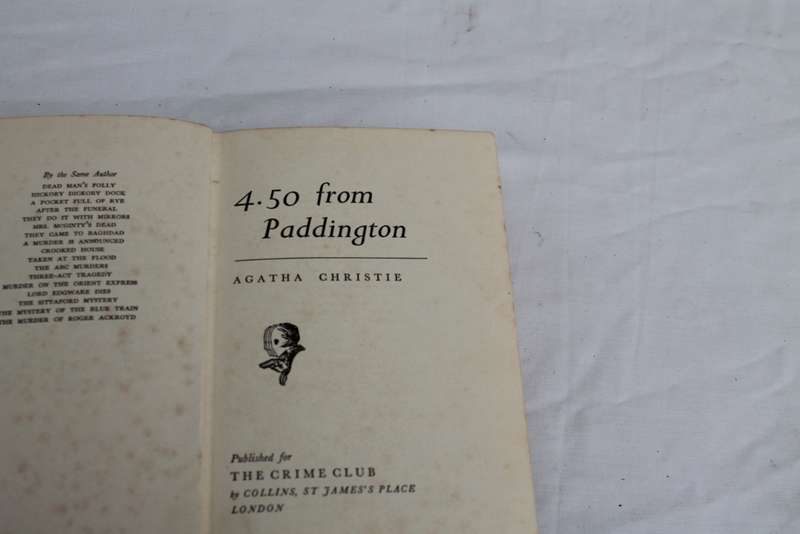 By the Same Author
DEAD MAN'S FOLLY
HICKORY DICKORY DOCK
A POCKET FULL OF RYE
AFTER THE FUNERAL
THEY DO IT WITH MIRRORS
MRS. MCGINTY'S DEAD
THEY CAME TO BAGHDAD
A MURDER IS ANNOUNCED
CROOKED HOUSE
TAKEN AT THE FLOOD
THE ABC MURDERS
THREE-ACT TRAGEDY
MURDER ON THE ORIENT EXPRESS
LORD EDGWARE DIES
THE SITTAFORD MYSTERY
THE MYSTERY OF THE BLUE TRAIN
THE MURDER OF ROGER ACKROYD
4.50 from
Paddington
AGATHA CHRISTIE
Published for
THE CRIME CLUB
by COLLINS, ST JAMES'S PLACE
LONDON